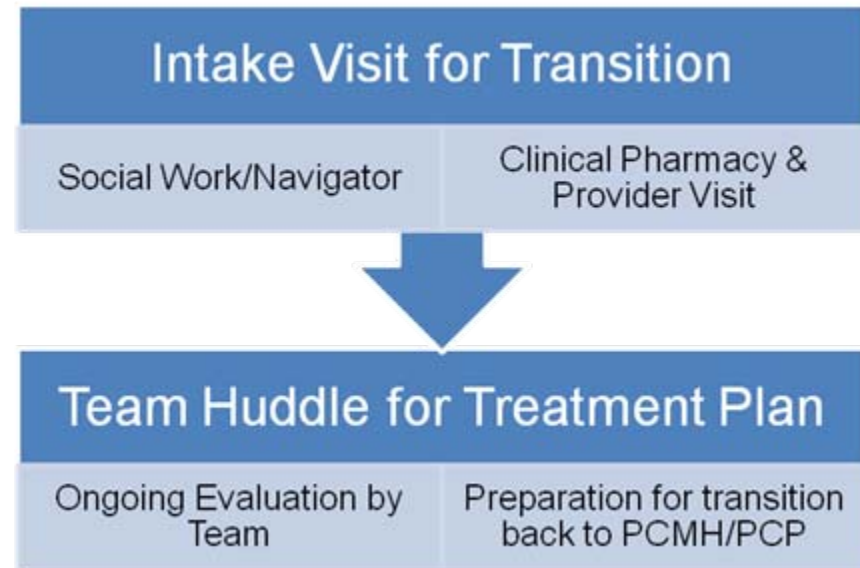 Intake Visit for Transition
Social Work/Navigator
Clinical Pharmacy &
Provider Visit
Team Huddle for Treatment Plan
Ongoing Evaluation by
Team
Preparation for transition
back to PCMH/PCP